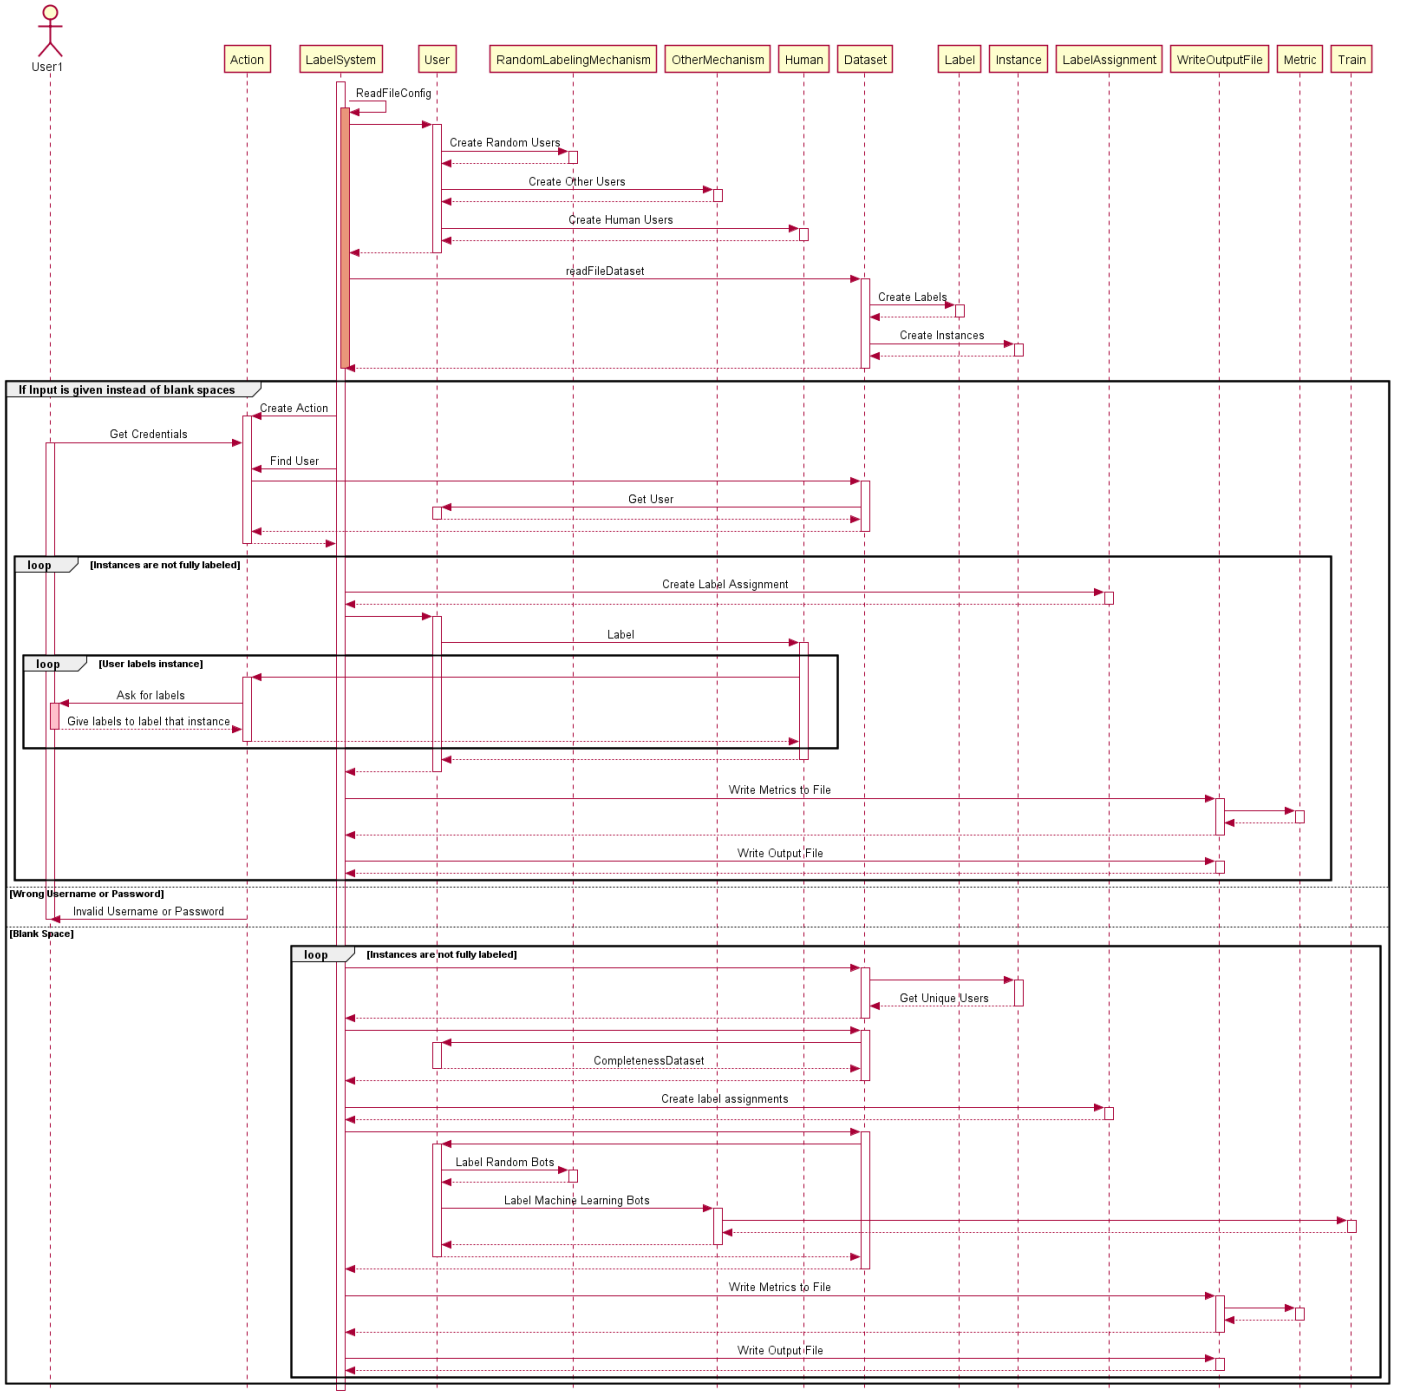 User1
Action
LabelSystem
User
RandomLabelingMechanism
OtherMechanism
Human
Dataset
Label
Instance
LabelAssignment
WriteOutputFile
Metric
Train
ReadFileConfig
Create Random Users
Create Other Users
Create Human Users
readFileDataset
Create Labels
Create Instances
If Input is given instead of blank spaces
Create Action
Get Credentials
Find User
Get User
loop [Instances are not fully labeled]
Create Label Assignment
Label
loop [User labels instance]
Ask for labels
Give labels to label that instance
Write Metrics to File
Write Output File
[Wrong Username or Password]
Invalid Username or Password
[Blank Space]
loop [Instances are not fully labeled]
Get Unique Users
CompletenessDataset
Create label assignments
Label Random Bots
Label Machine Learning Bots
Write Metrics to File
Write Output File